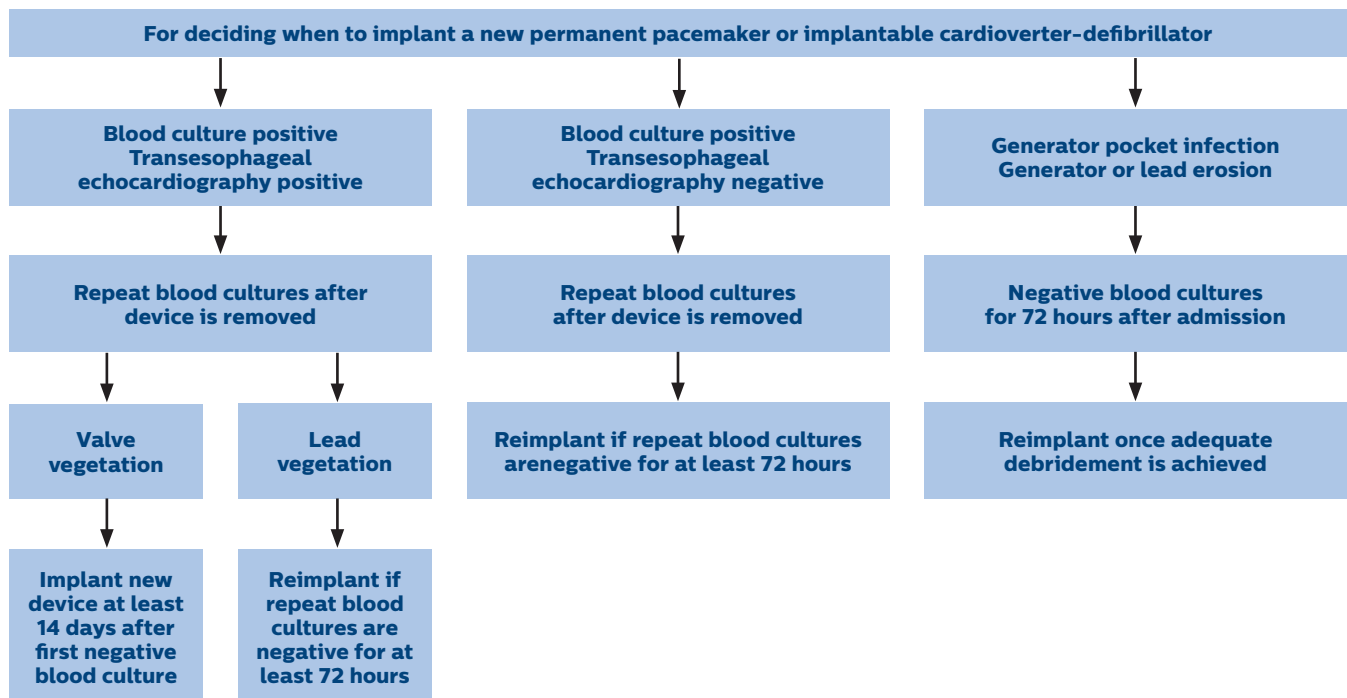 For deciding when to implant a new permanent pacemaker or implantable cardioverter-defibrillator
Blood culture positive
Transesophageal
echocardiography positive
Blood culture positive
Transesophageal
echocardiography negative
Generator pocket infection
Generator or lead erosion
Repeat blood cultures after
device is removed
Repeat blood cultures
after device is removed
Negative blood cultures
for 72 hours after admission
Valve
vegetation
Lead
vegetation
Reimplant if repeat blood cultures
arenegative for at least 72 hours
Reimplant once adequate
debridement is achieved
Implant new
device at least
14 days after
first negative
blood culture
Reimplant if
repeat blood
cultures are
negative for at
least 72 hours